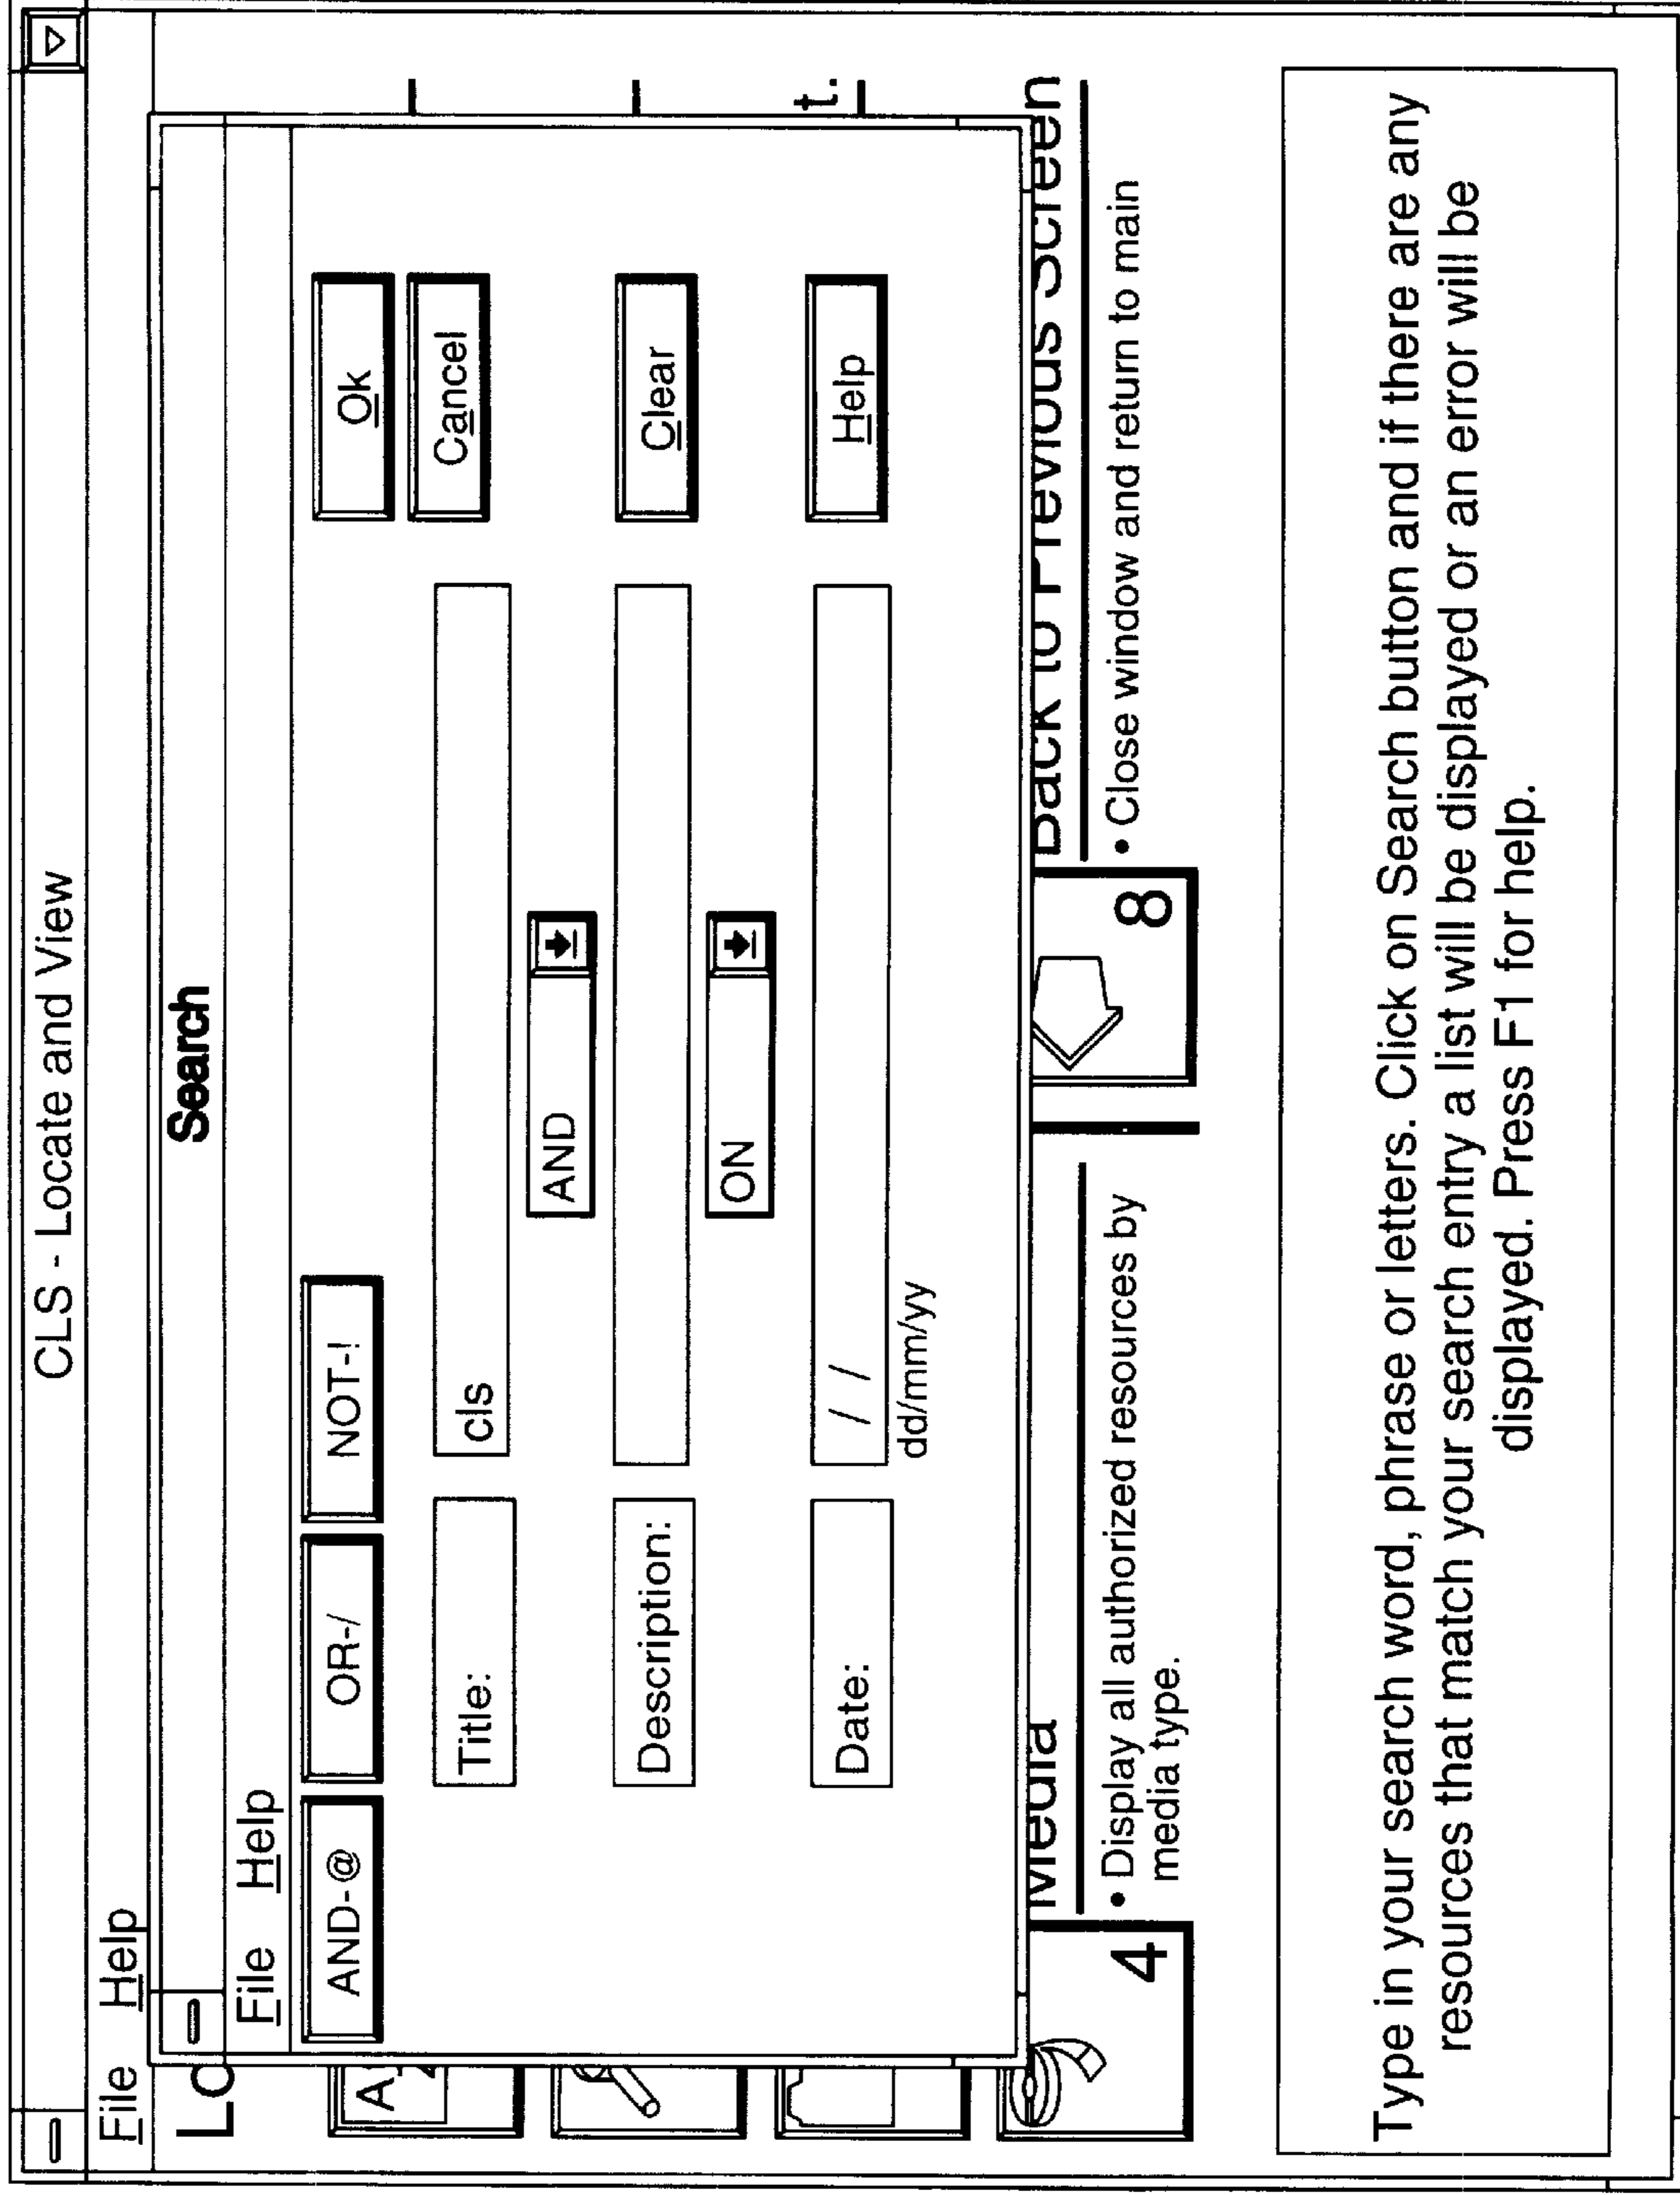 CLS - Locate and View
File Help
Search
File Help
AND-@ OR-/ NOT-! Ok
Cancel
Title: cls
AND
Description: Clear
ON
Date: / / Help
dd/mm/yy
t.
Media Back to Previous Screen
4 • Display all authorized resources by
media type.
8 • Close window and return to main
Type in your search word, phrase or letters. Click on Search button and if there are any
resources that match your search entry a list will be displayed or an error will be
displayed. Press F1 for help.